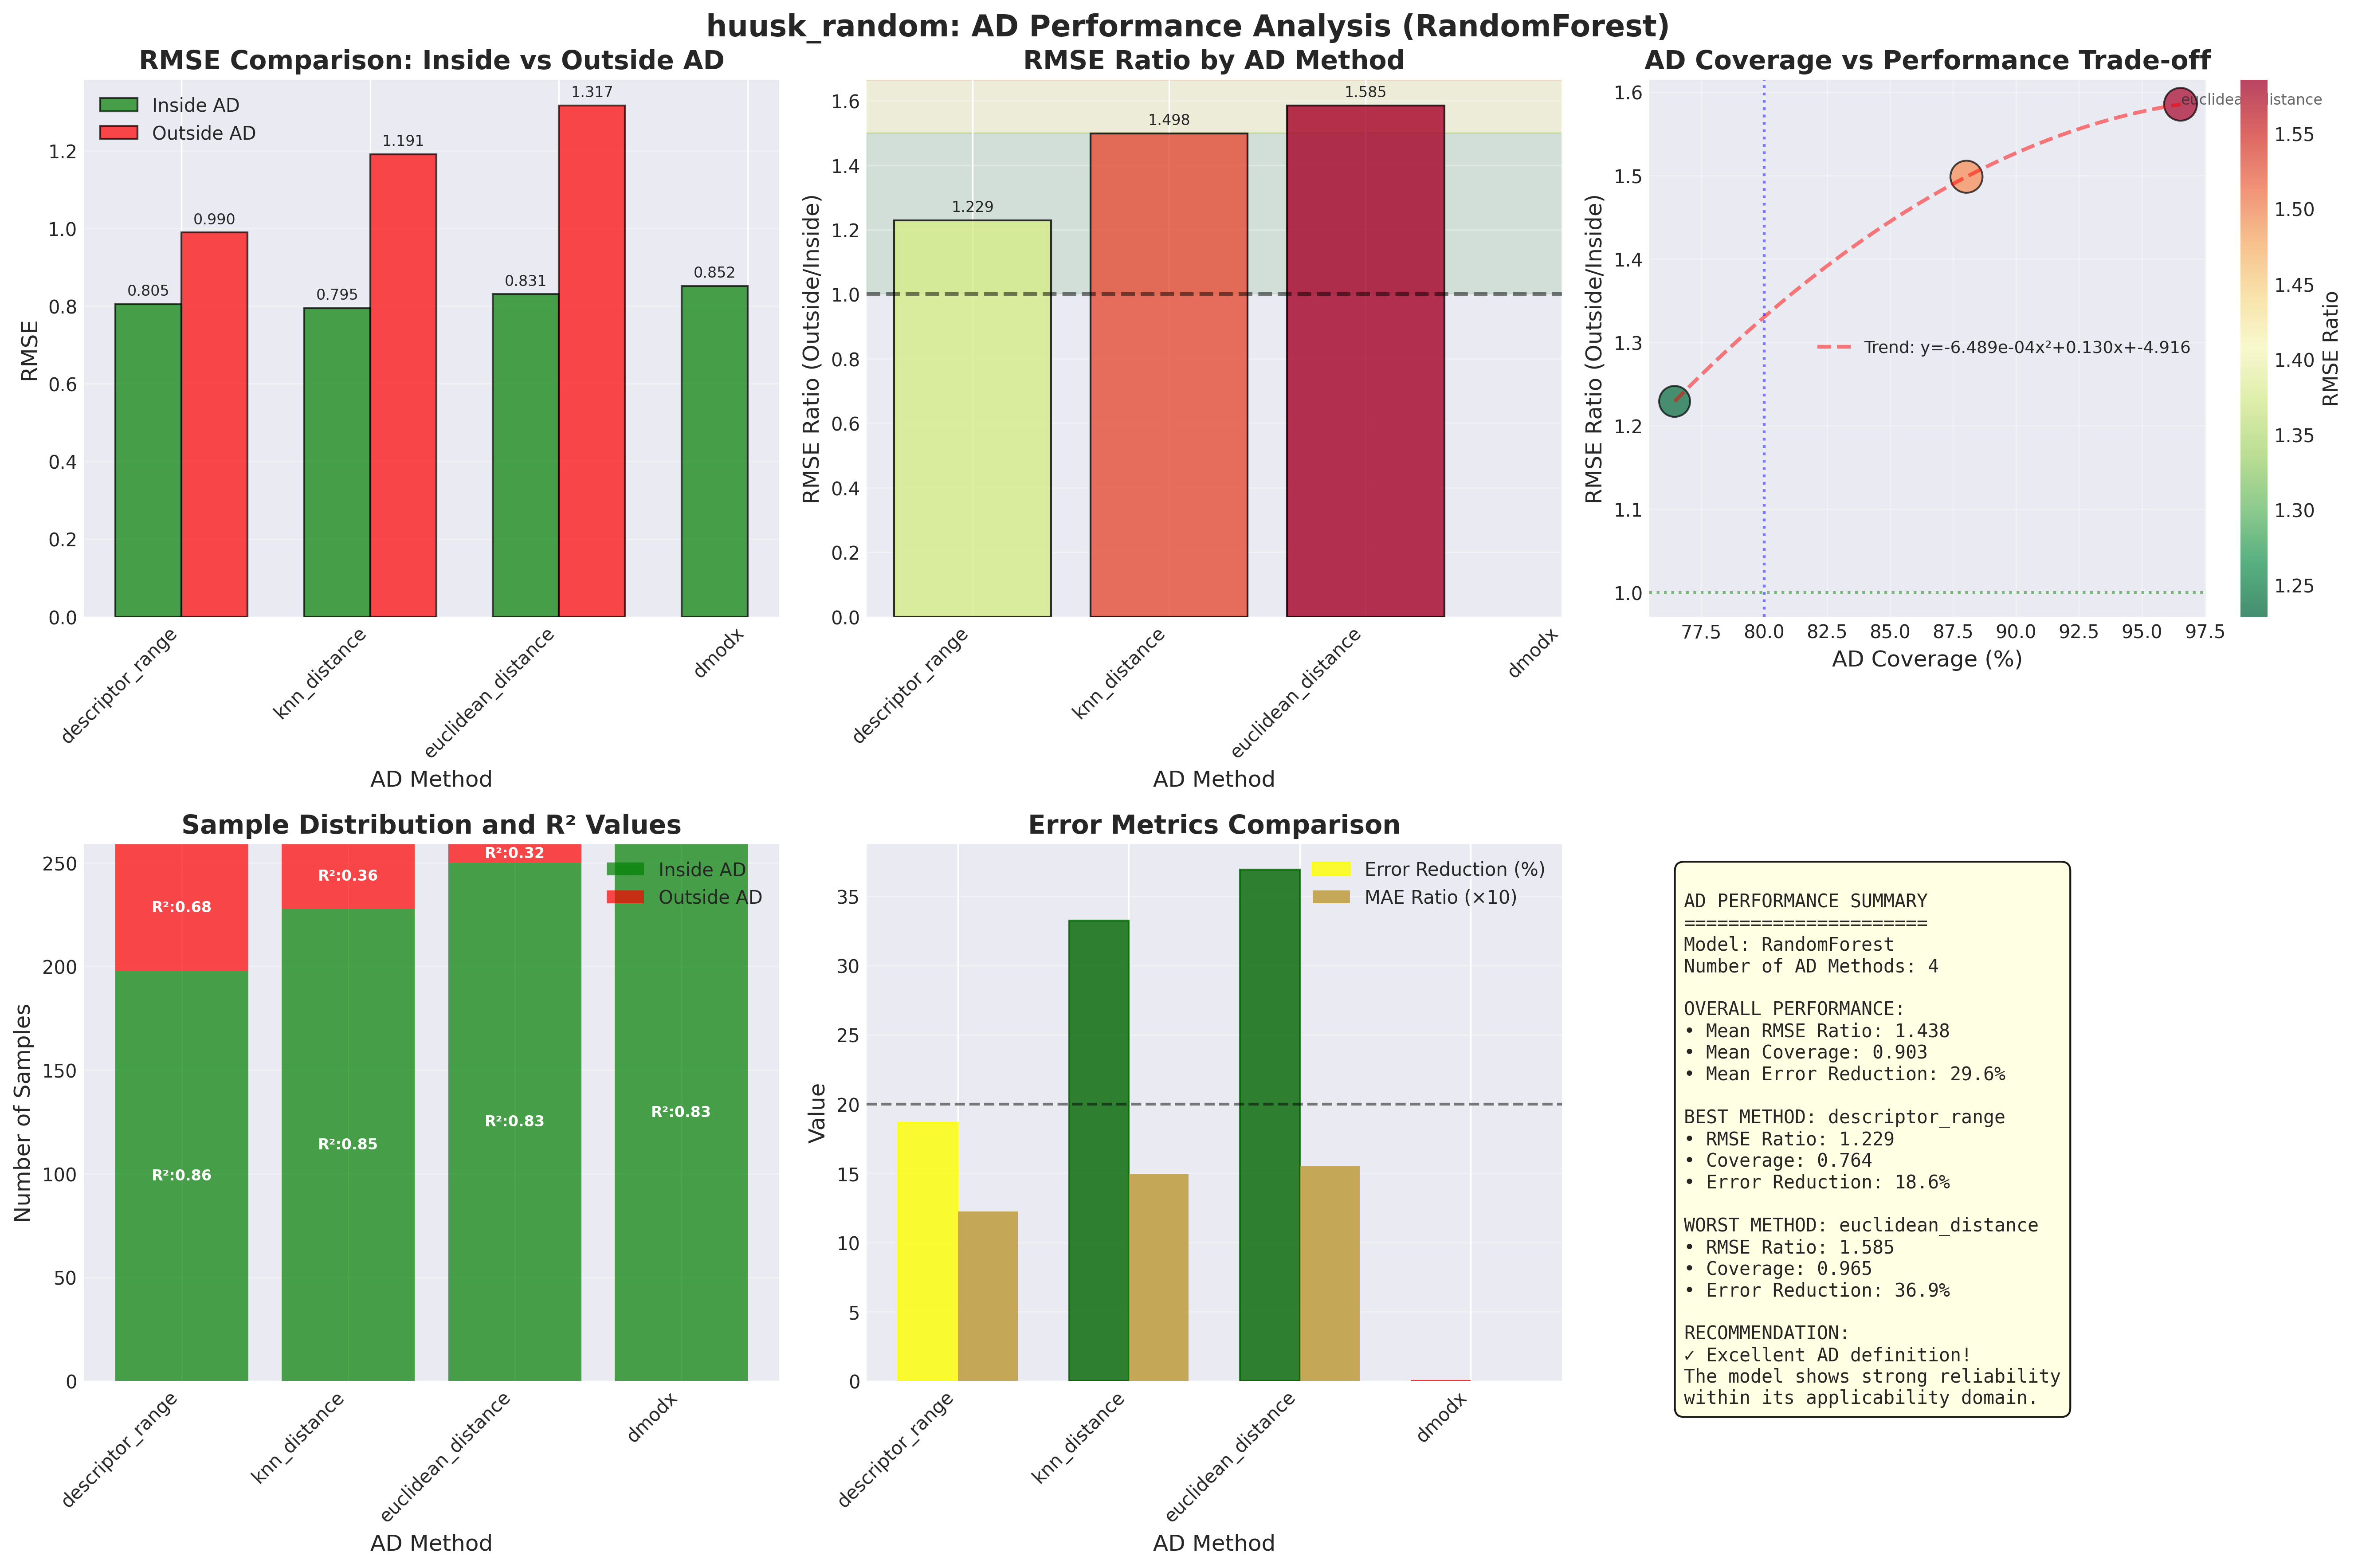 huusk_random: AD Performance Analysis (RandomForest)
RMSE Comparison: Inside vs Outside AD
Inside AD
Outside AD
RMSE
0.0
0.2
0.4
0.6
0.8
1.0
1.2
0.805
0.990
0.795
1.191
0.831
1.317
0.852
descriptor_range
knn_distance
euclidean_distance
dmodx
AD Method
RMSE Ratio by AD Method
RMSE Ratio (Outside/Inside)
0.0
0.2
0.4
0.6
0.8
1.0
1.2
1.4
1.6
1.229
1.498
1.585
descriptor_range
knn_distance
euclidean_distance
dmodx
AD Method
AD Coverage vs Performance Trade-off
RMSE Ratio (Outside/Inside)
1.0
1.1
1.2
1.3
1.4
1.5
1.6
Trend: y=-6.489e-04x²+0.130x+-4.916
77.5
80.0
82.5
85.0
87.5
90.0
92.5
95.0
97.5
AD Coverage (%)
1.25
1.30
1.35
1.40
1.45
1.50
1.55
RMSE Ratio
Sample Distribution and R² Values
Inside AD
Outside AD
Number of Samples
0
50
100
150
200
250
R²:0.68
R²:0.86
R²:0.36
R²:0.85
R²:0.32
R²:0.83
R²:0.83
descriptor_range
knn_distance
euclidean_distance
dmodx
AD Method
Error Metrics Comparison
Error Reduction (%)
MAE Ratio (×10)
Value
0
5
10
15
20
25
30
35
descriptor_range
knn_distance
euclidean_distance
dmodx
AD Method
AD PERFORMANCE SUMMARY
======================
Model: RandomForest
Number of AD Methods: 4
OVERALL PERFORMANCE:
• Mean RMSE Ratio: 1.438
• Mean Coverage: 0.903
• Mean Error Reduction: 29.6%
BEST METHOD: descriptor_range
• RMSE Ratio: 1.229
• Coverage: 0.764
• Error Reduction: 18.6%
WORST METHOD: euclidean_distance
• RMSE Ratio: 1.585
• Coverage: 0.965
• Error Reduction: 36.9%
RECOMMENDATION:
✓ Excellent AD definition!
The model shows strong reliability
within its applicability domain.